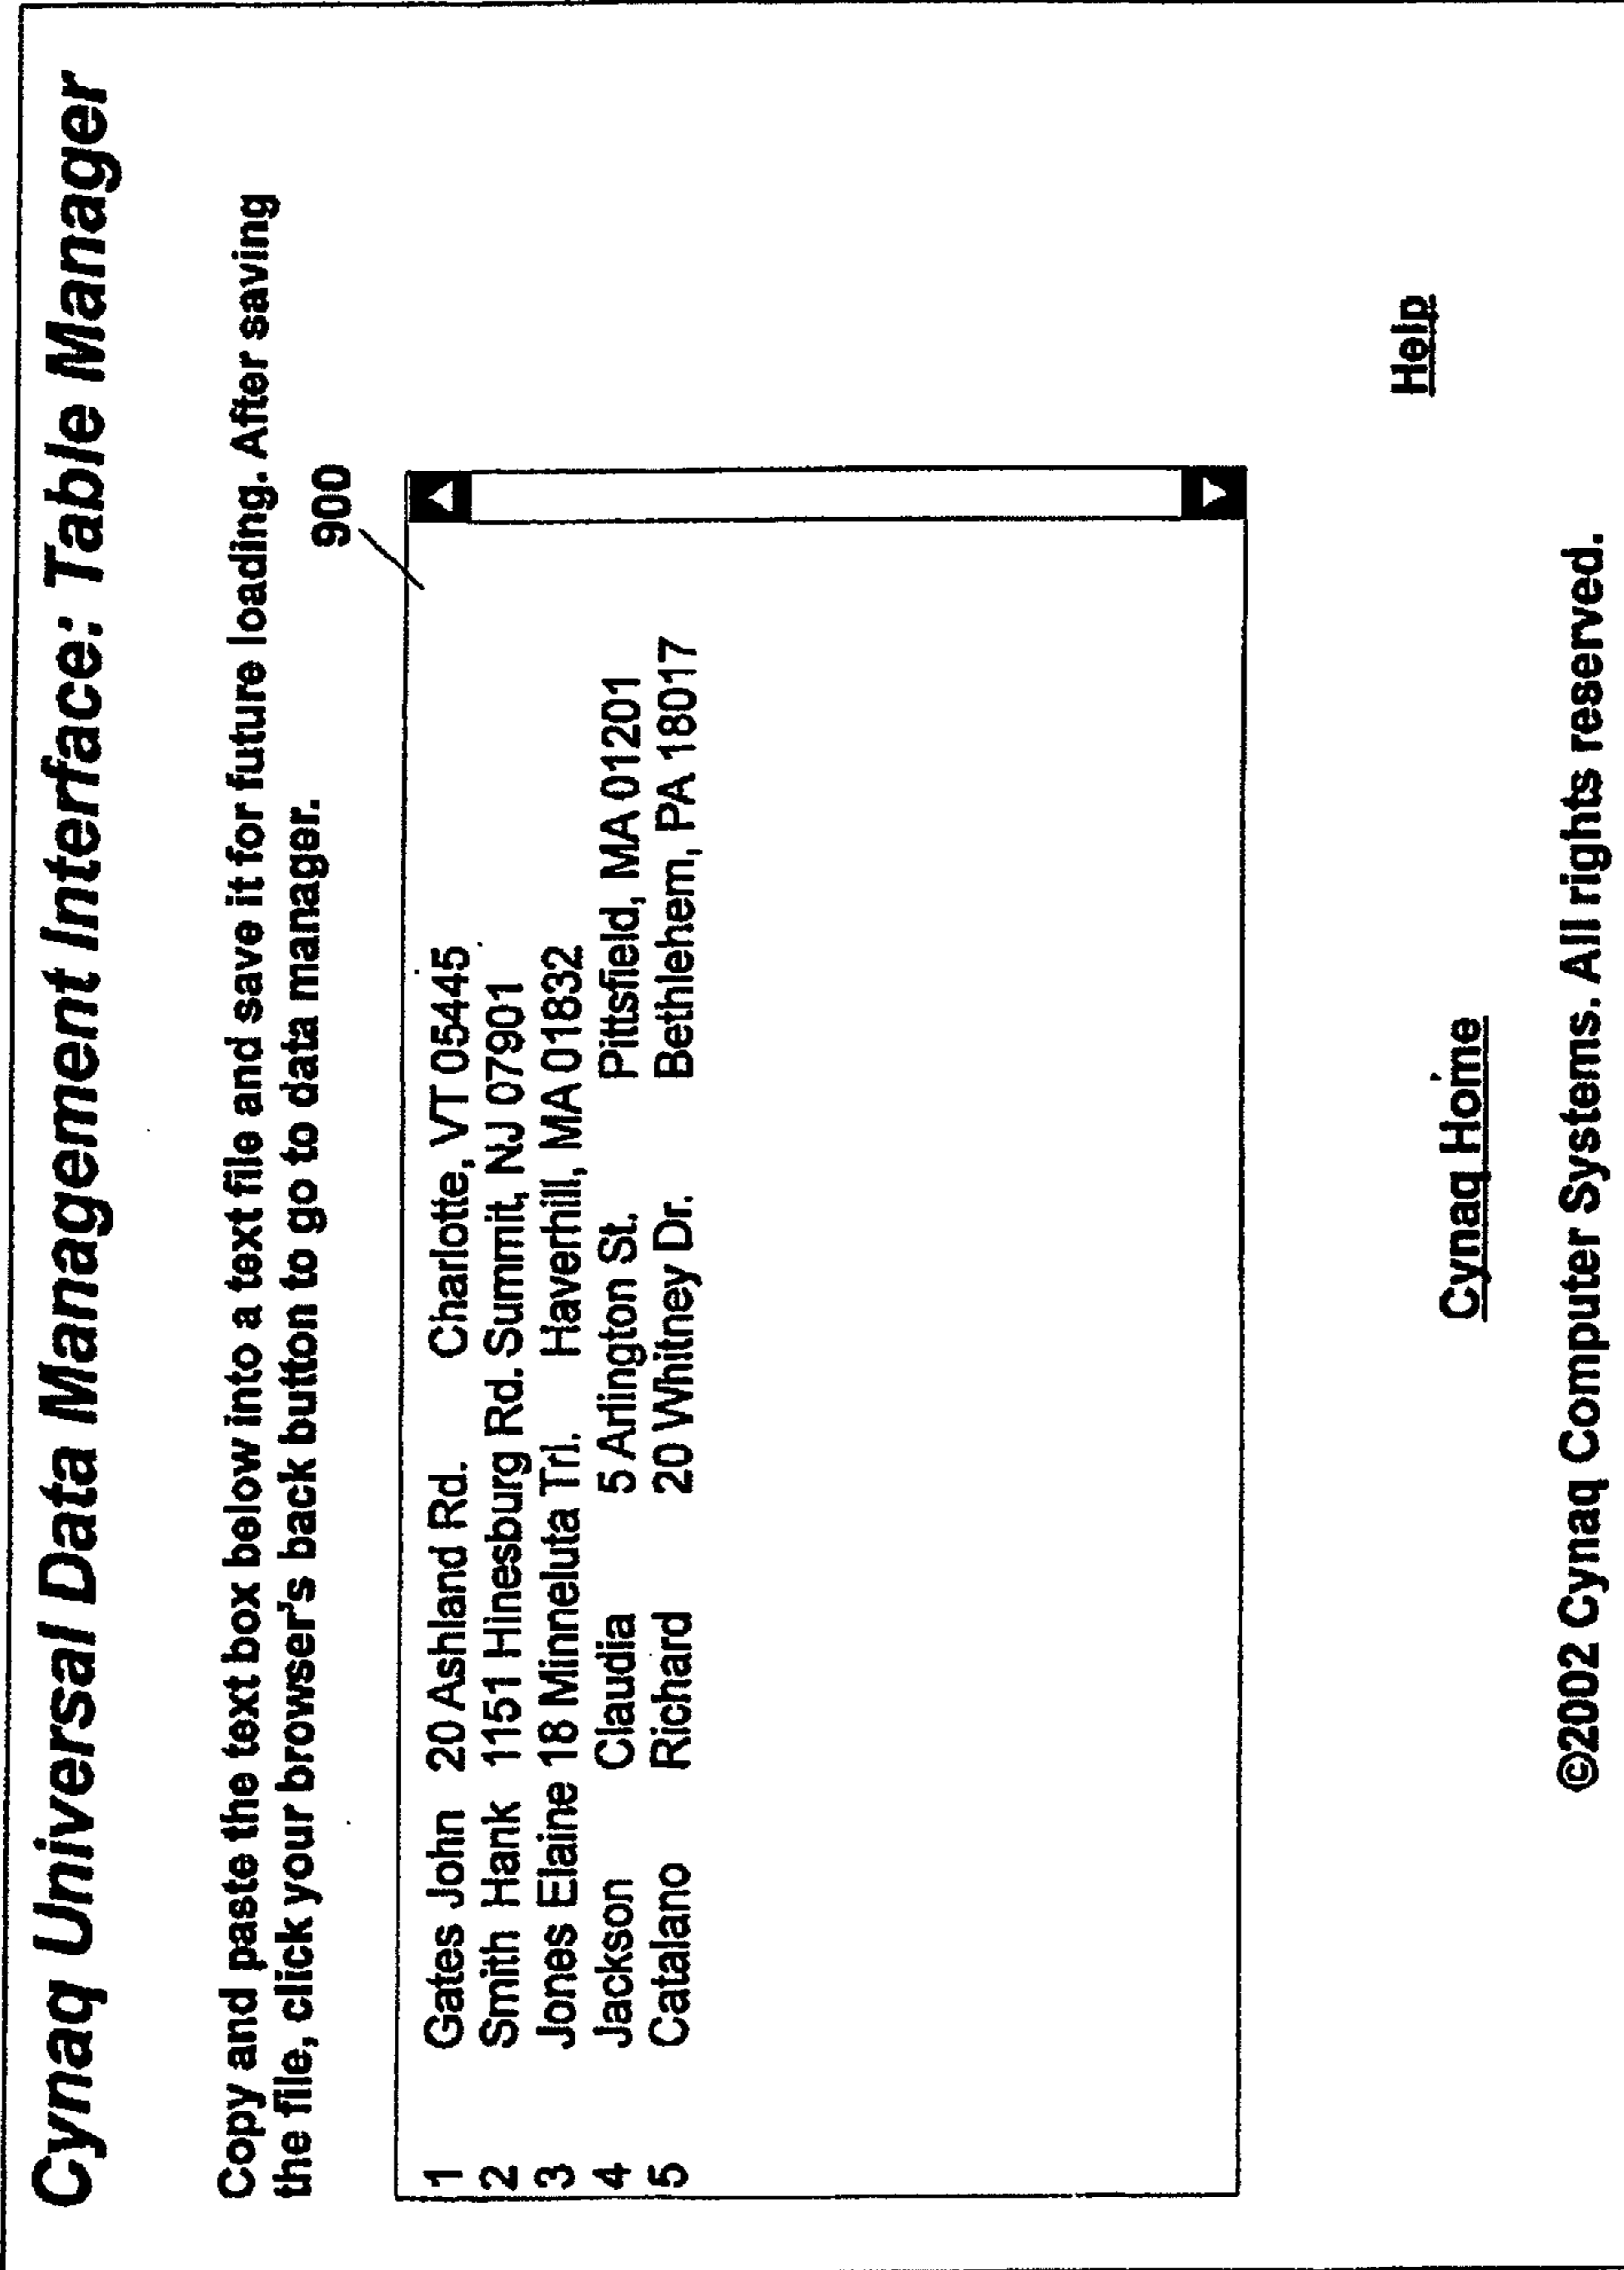 Cynaq Universal Data Management Interface: Table Manager
Copy and paste the text box below into a text file and save it for future loading. After saving
the file, click your browser's back button to go to data manager.
900
1 Gates John 20 Ashland Rd. Charlotte, VT 05445
2 Smith Hank 1151 Hinesburg Rd. Summit, NJ 07901
3 Jones Elaine 18 Minneluta Trl. Haverhill, MA 01832
4 Jackson Claudia 5 Arlington St. Pittsfield, MA 01201
5 Catalano Richard 20 Whitney Dr. Bethlehem, PA 18017
Help
Cynaq Home
©2002 Cynaq Computer Systems. All rights reserved.